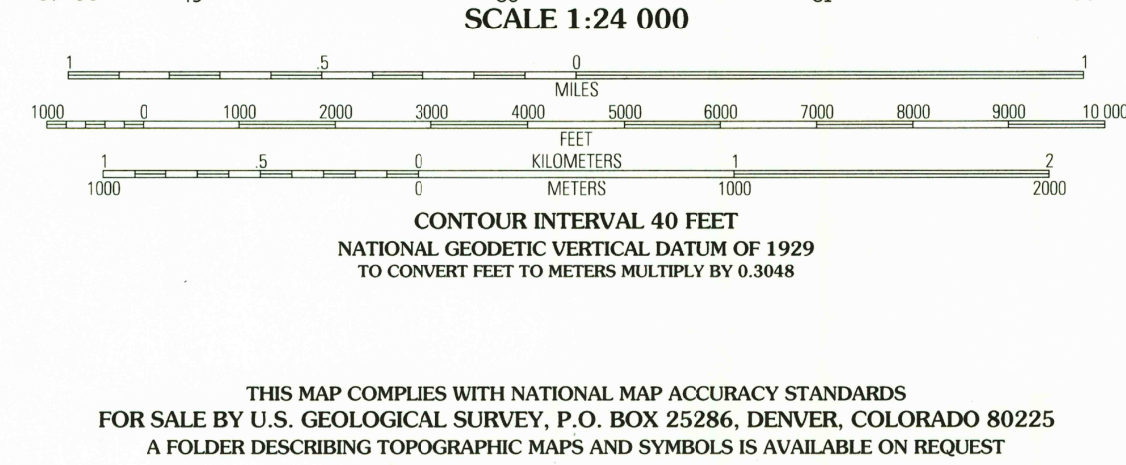 SCALE 1:24 000
1 .5 0 1
MILES
1000 0 1000 2000 3000 4000 5000 6000 7000 8000 9000 10 000
FEET
1 .5 0 KILOMETERS 1 2
1000 0 METERS 1000 2000
CONTOUR INTERVAL 40 FEET
NATIONAL GEODETIC VERTICAL DATUM OF 1929
TO CONVERT FEET TO METERS MULTIPLY BY 0.3048
THIS MAP COMPLIES WITH NATIONAL MAP ACCURACY STANDARDS
FOR SALE BY U.S. GEOLOGICAL SURVEY, P.O. BOX 25286, DENVER, COLORADO 80225
A FOLDER DESCRIBING TOPOGRAPHIC MAPS AND SYMBOLS IS AVAILABLE ON REQUEST